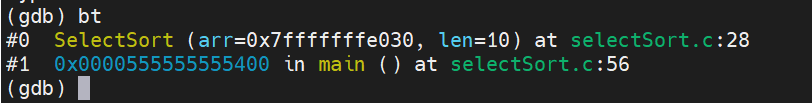 (gdb) bt
#0  SelectSort (arr=0x7fffffffe030, len=10) at selectSort.c:28
#1  0x0000555555555400 in main () at selectSort.c:56
(gdb)